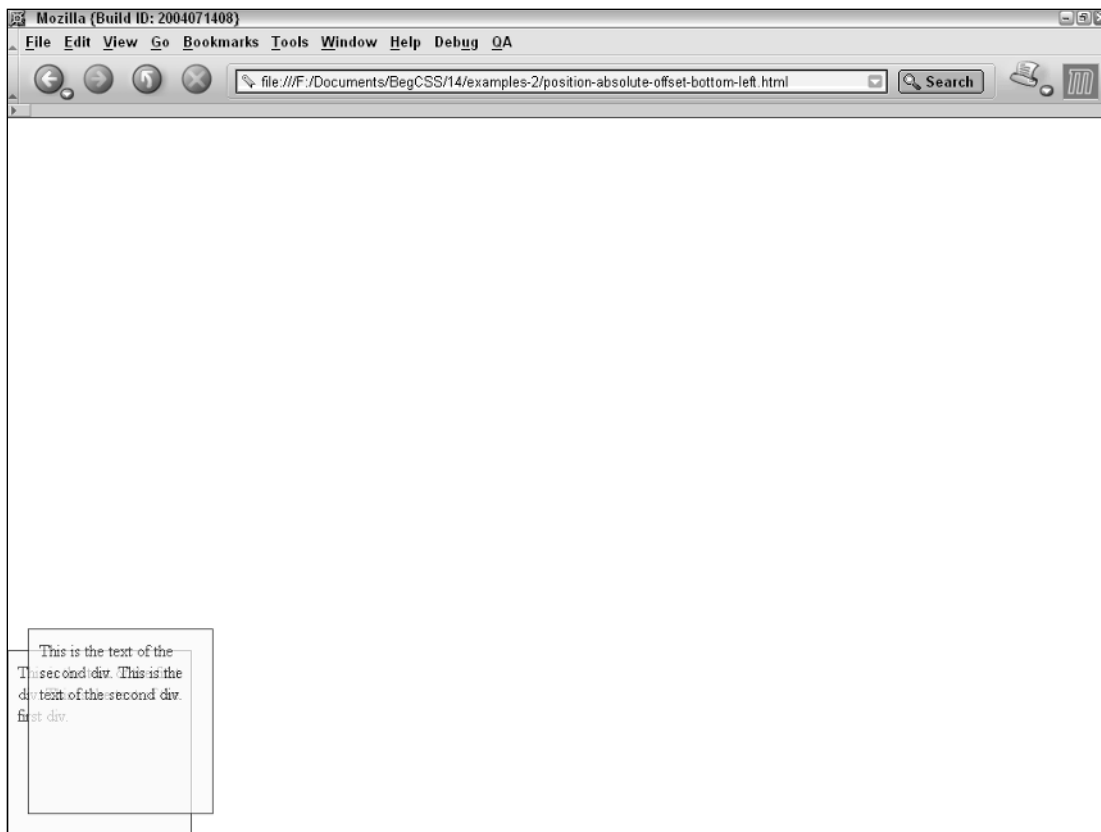 Mozilla {Build ID: 2004071408}
File Edit View Go Bookmarks Tools Window Help Debug QA
file:///F:/Documents/BegCSS/14/examples-2/position-absolute-offset-bottom-left.html Search
This is the text of the
second div. This is the
text of the second div.
first div.